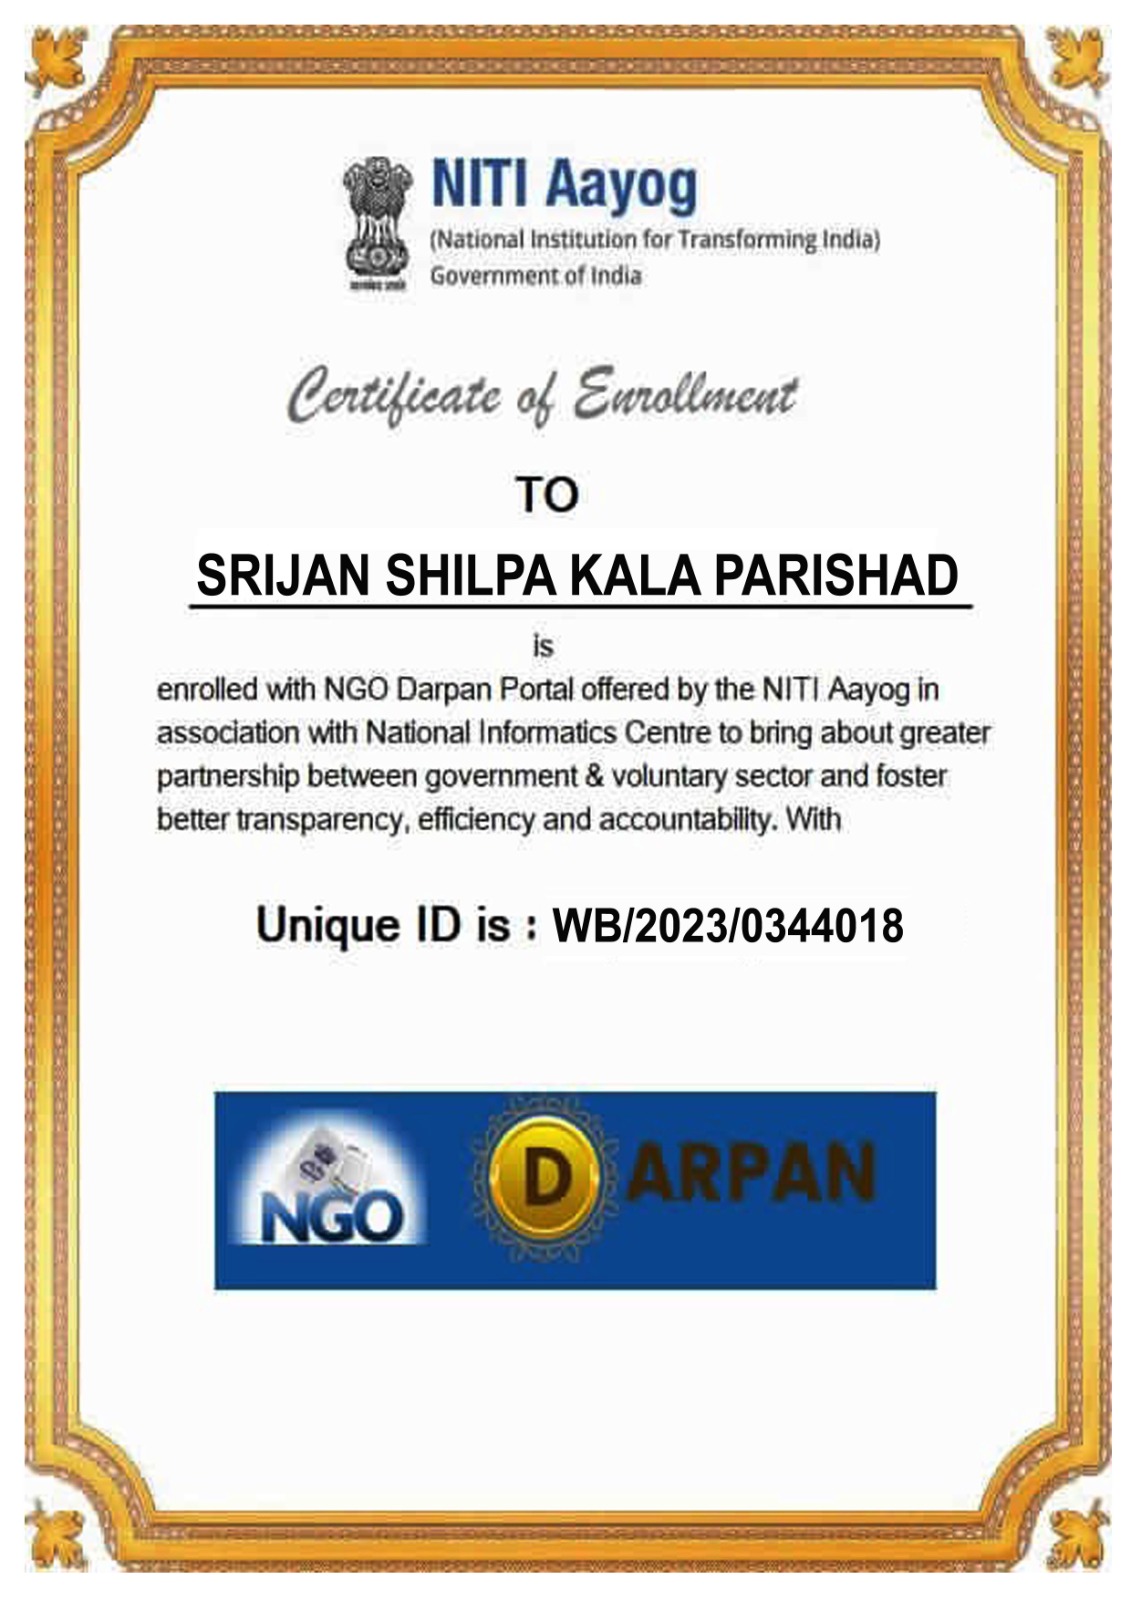 NITI Aayog
(National Institution for Transforming India)
Government of India
Certificate of Enrollment
TO
SRIJAN SHILPA KALA PARISHAD
is
enrolled with NGO Darpan Portal offered by the NITI Aayog in
association with National Informatics Centre to bring about greater
partnership between government & voluntary sector and foster
better transparency, efficiency and accountability. With
Unique ID is : WB/2023/0344018
NGO DARPAN